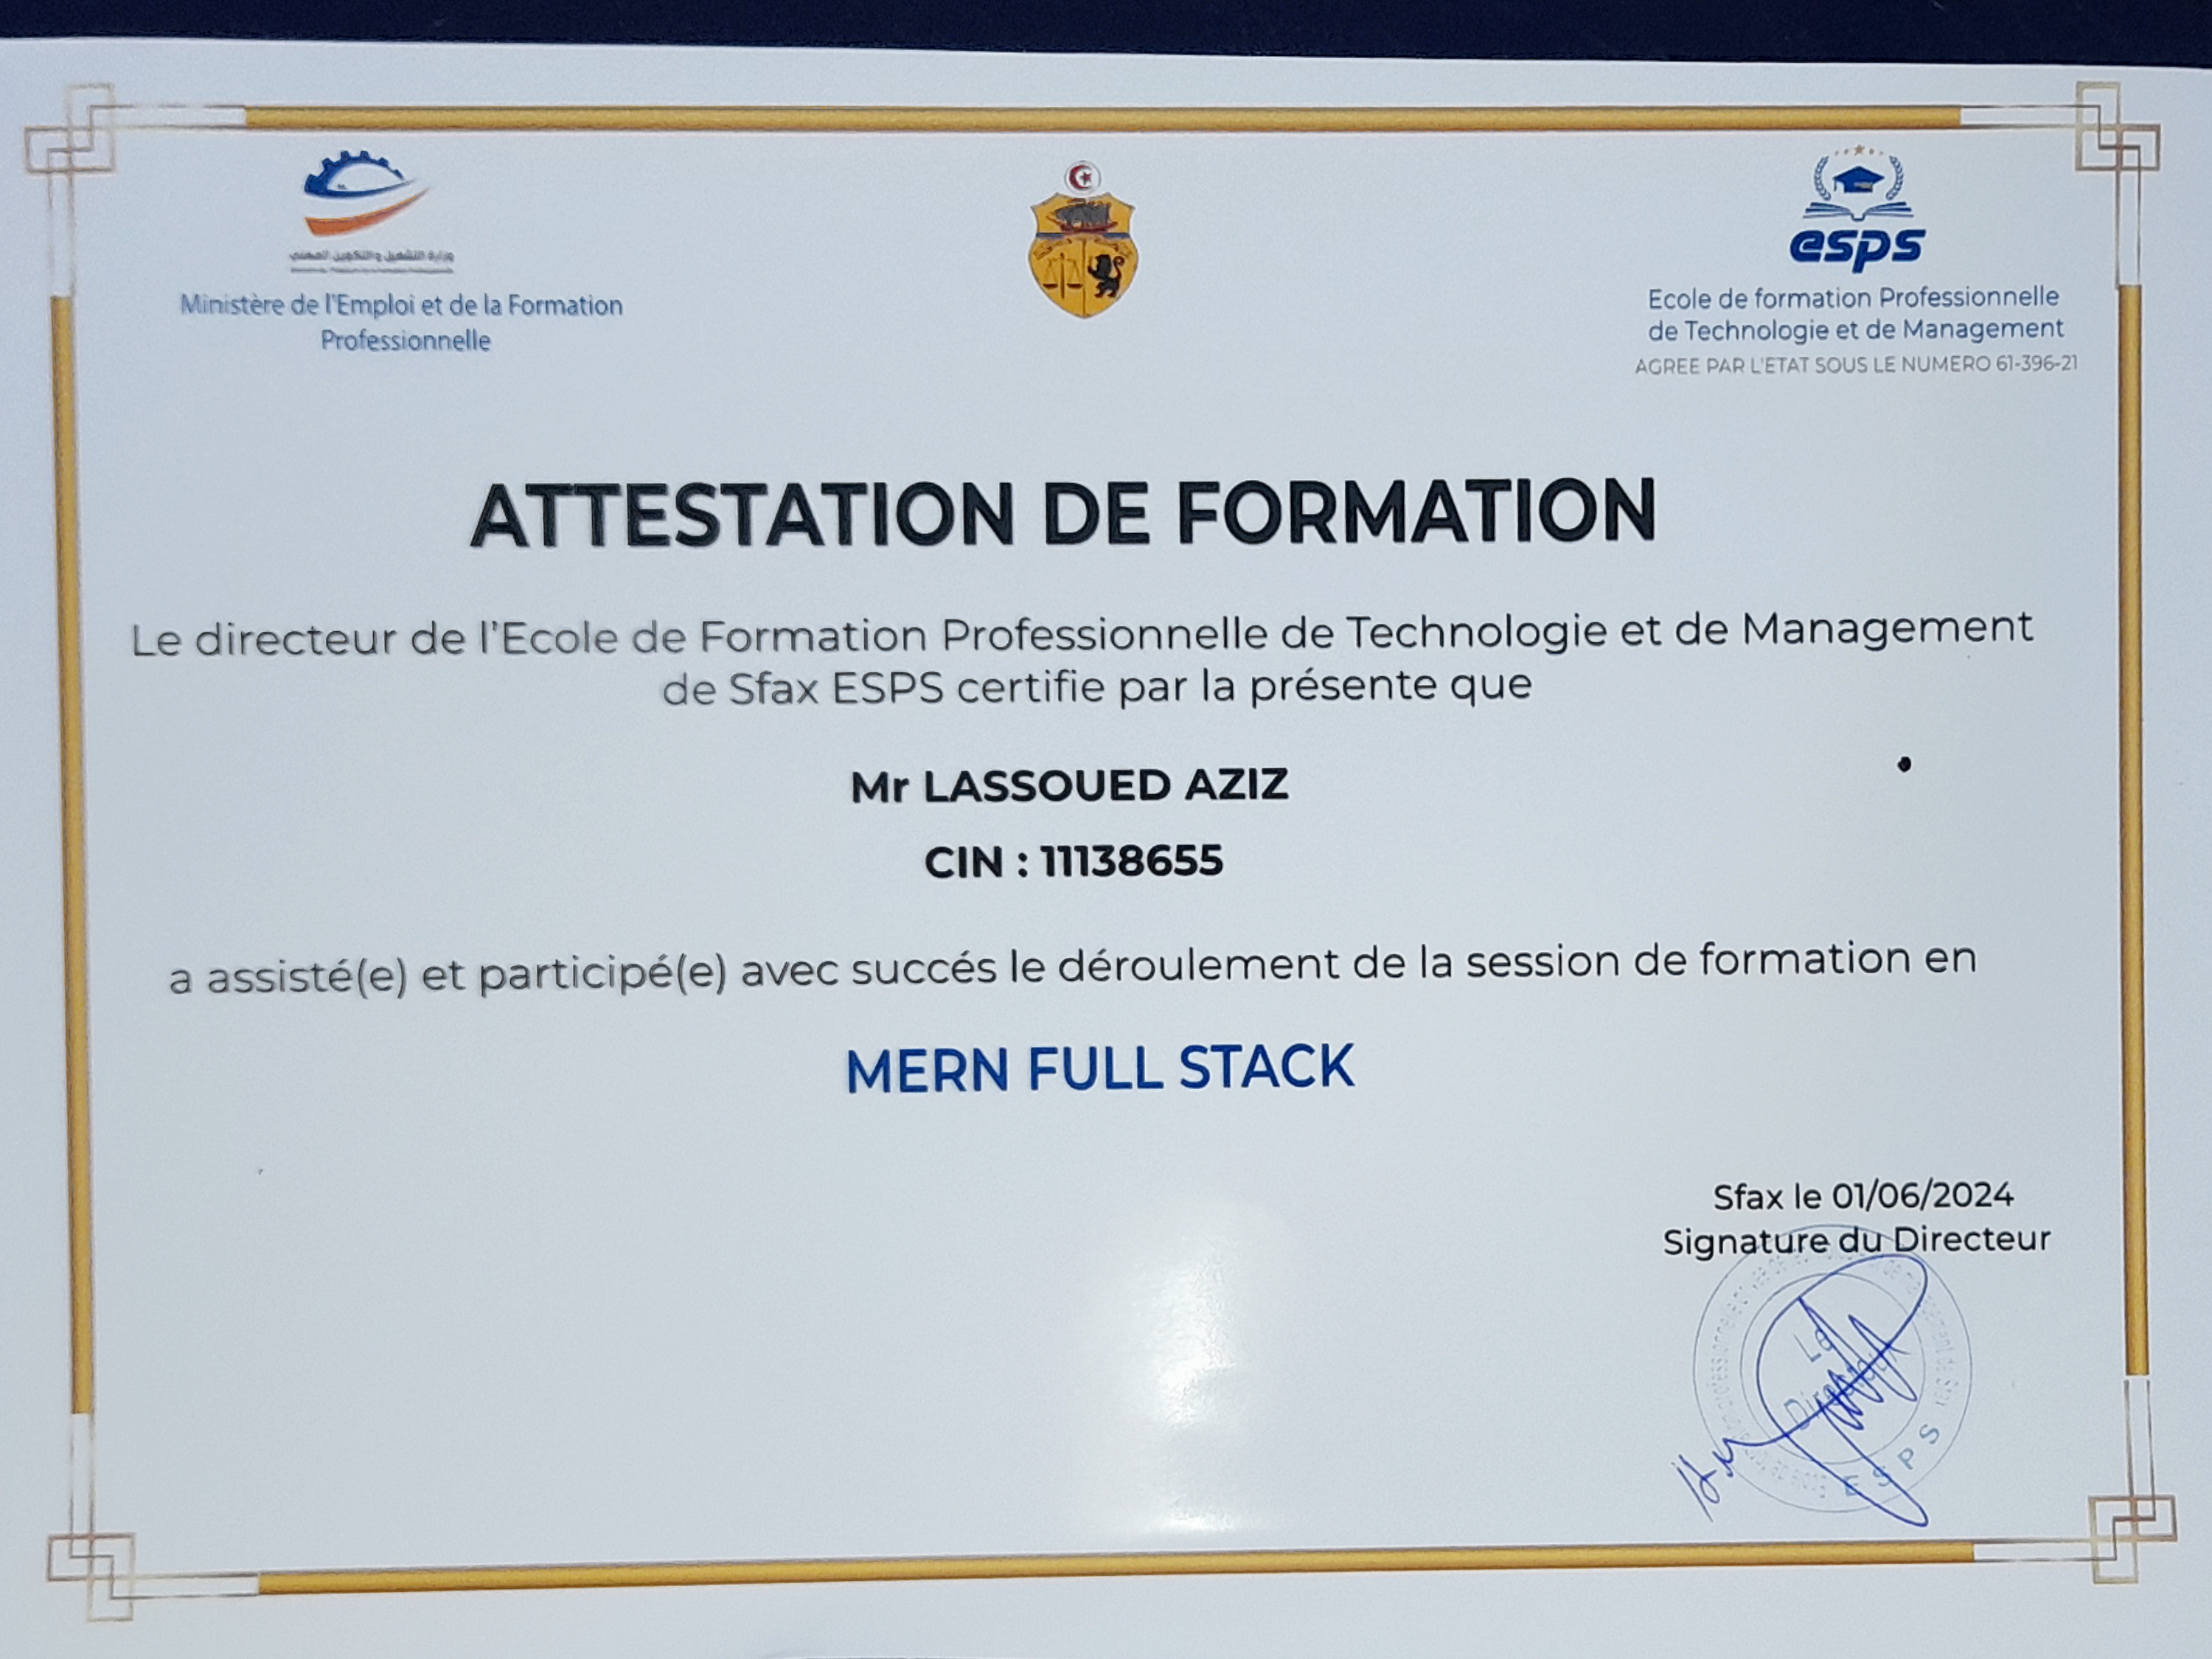 وزارة التشغيل والتكوين المهني
Ministère de l'Emploi et de la Formation
Professionnelle
esps
Ecole de formation Professionnelle
de Technologie et de Management
AGREE PAR L'ETAT SOUS LE NUMERO 61-396-21
ATTESTATION DE FORMATION
Le directeur de l'Ecole de Formation Professionnelle de Technologie et de Management
de Sfax ESPS certifie par la présente que
Mr LASSOUED AZIZ
CIN : 11138655
a assisté(e) et participé(e) avec succés le déroulement de la session de formation en
MERN FULL STACK
Sfax le 01/06/2024
Signature du Directeur
Le
Directeur
ESPS